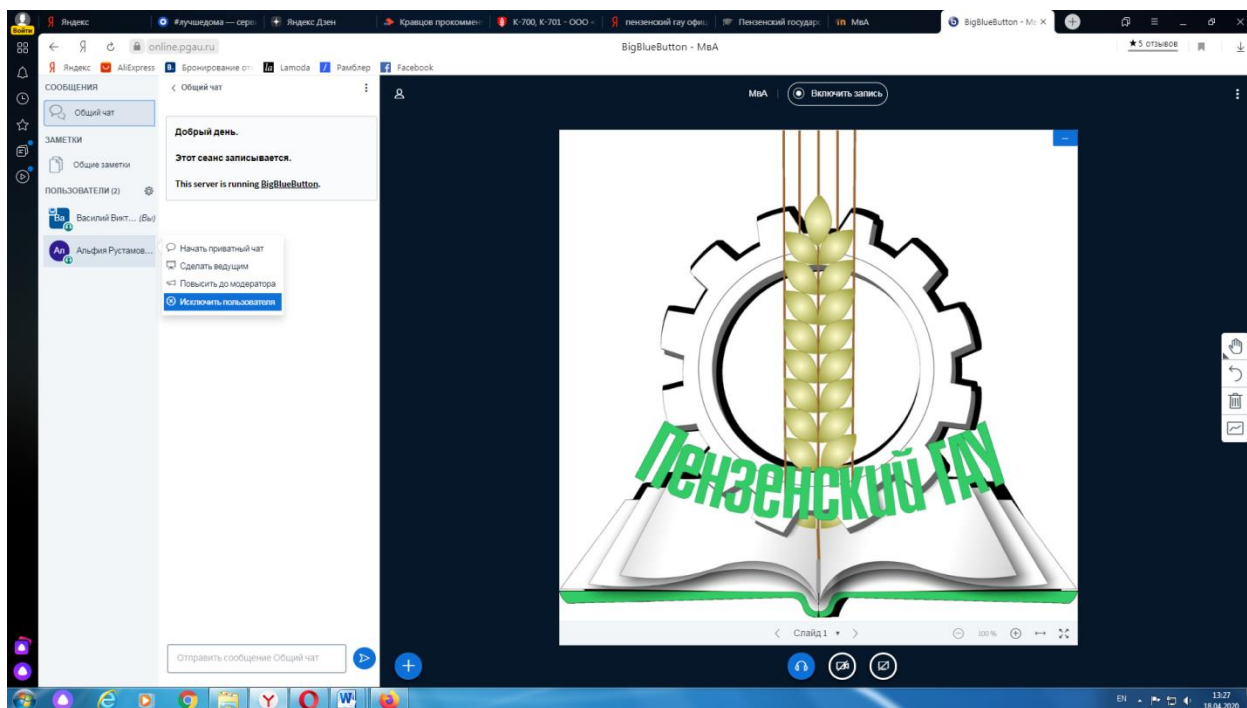 Войти
Яндекс
#лучшедома — серв
Яндекс Дзен
Кравцов прокоммен
К-700, К-701 - ООО «
пензенский гау офиц
Пензенский государс
МвА
BigBlueButton - Мв
online.pgau.ru
BigBlueButton - МвА
★5 отзывов
Яндекс
AliExpress
Бронирование от
Lamoda
Рамблер
Facebook
СООБЩЕНИЯ
Общий чат
ЗАМЕТКИ
Общие заметки
ПОЛЬЗОВАТЕЛИ (2)
Ва Василий Викт... (Вы)
Ал Альфия Рустамов...
Общий чат
Добрый день.
Этот сеанс записывается.
This server is running BigBlueButton.
Начать приватный чат
Сделать ведущим
Повысить до модератора
Исключить пользователя
Отправить сообщение Общий чат
МвА | Включить запись
Пензенский ГАУ
Слайд 1
100%
EN
13:27
18.04.2020